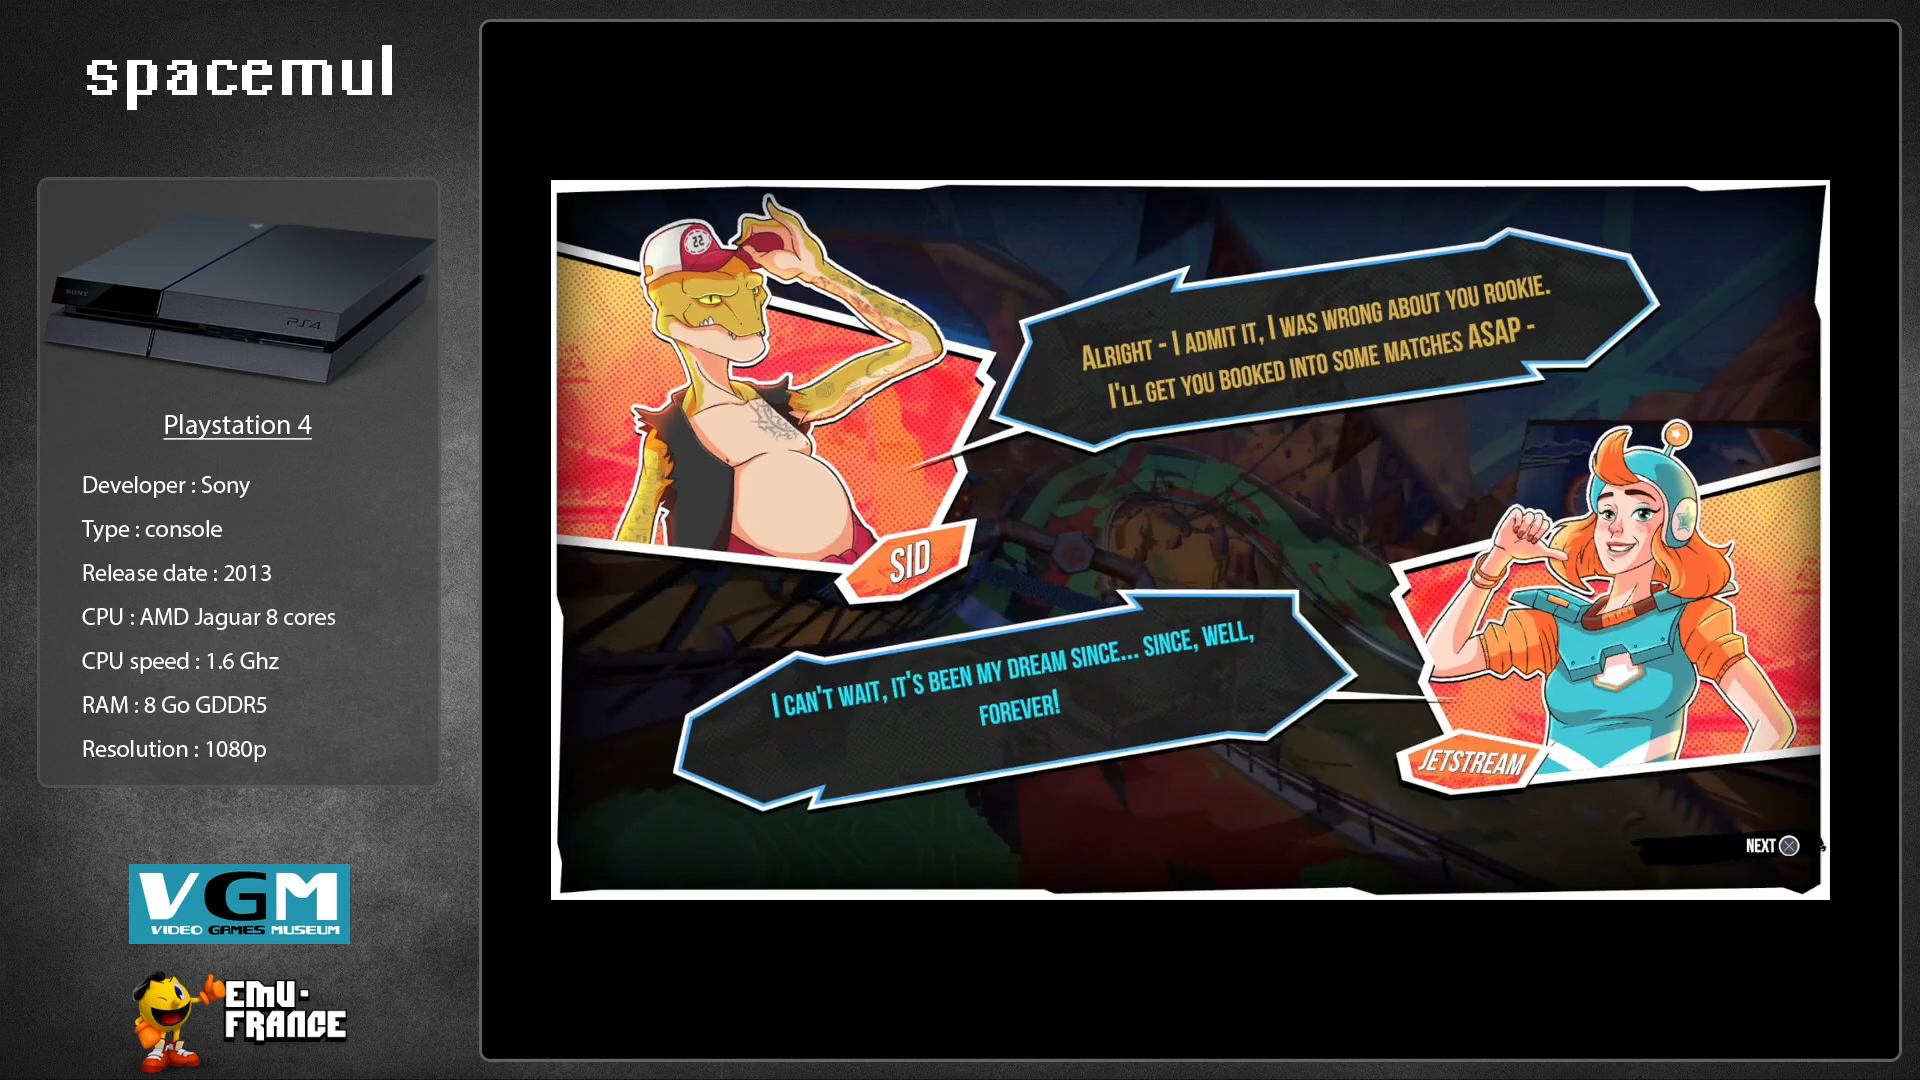 spacemul
SONY
PS4
Playstation 4
Developer : Sony
Type : console
Release date : 2013
CPU : AMD Jaguar 8 cores
CPU speed : 1.6 Ghz
RAM : 8 Go GDDR5
Resolution : 1080p
VGM
VIDEO GAMES MUSEUM
EMU-
FRANCE
22
ALRIGHT - I ADMIT IT, I WAS WRONG ABOUT YOU ROOKIE.
I'LL GET YOU BOOKED INTO SOME MATCHES ASAP -
SID
I CAN'T WAIT, IT'S BEEN MY DREAM SINCE... SINCE, WELL,
FOREVER!
JETSTREAM
NEXT